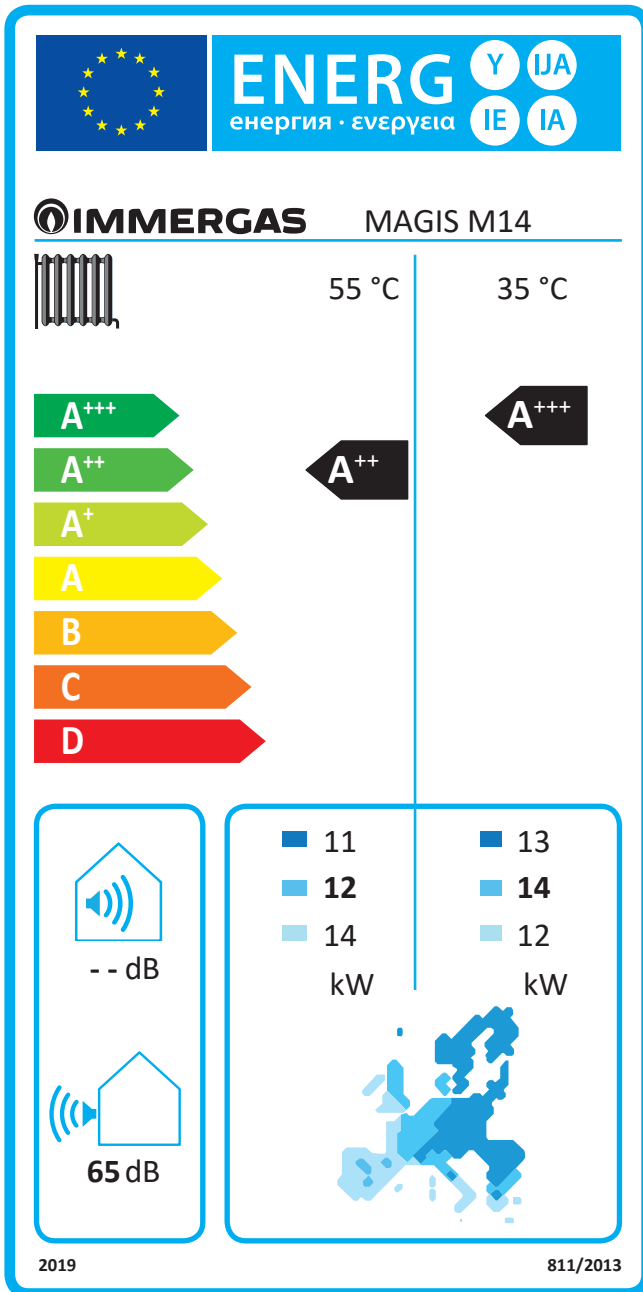 ENERG Y IJA
енергия · ενεργεια IE IA
IMMERGAS MAGIS M14
55 °C 35 °C
A+++ A+++
A++ A++
A+
A
B
C
D
11 13
12 14
14 12
kW kW
-- dB
65 dB
2019 811/2013